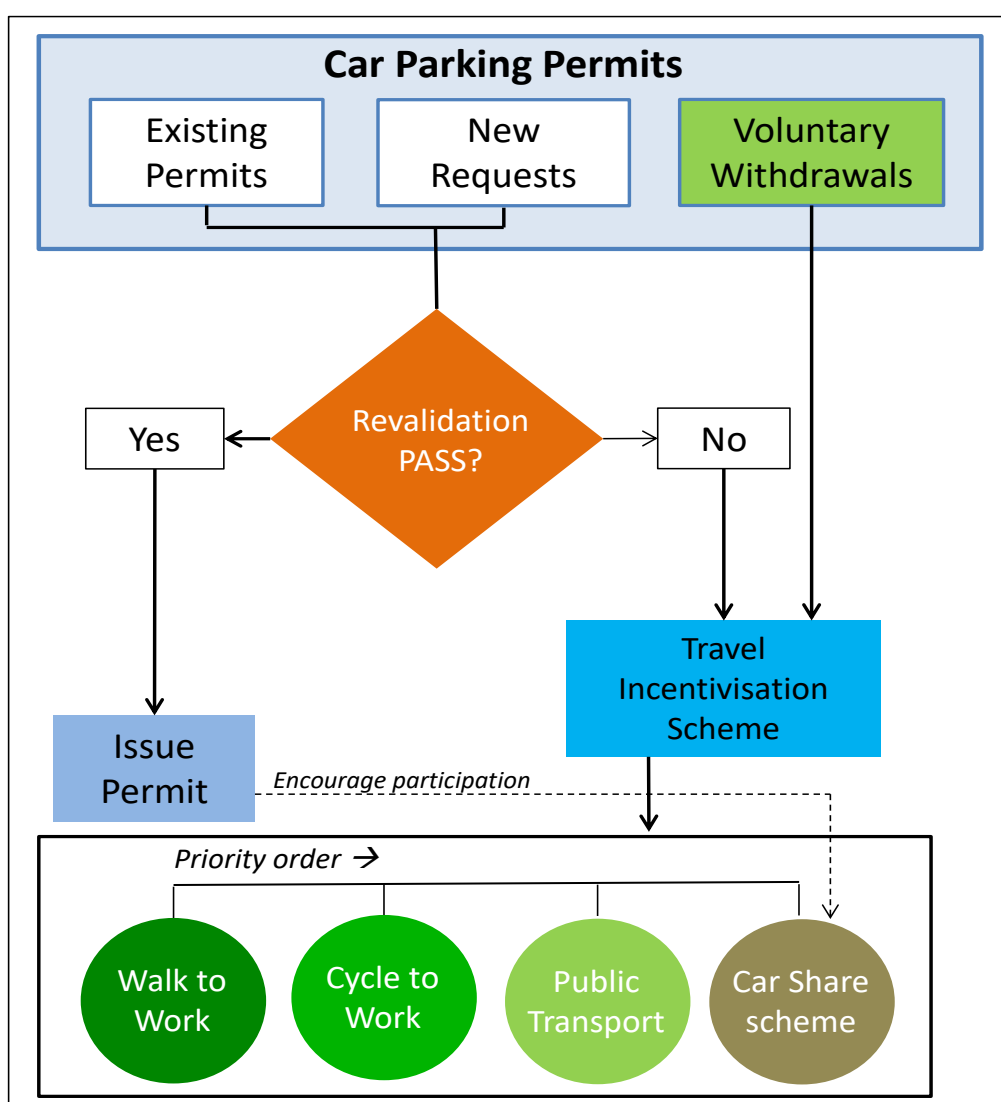 Car Parking Permits
Existing
Permits
New
Requests
Voluntary
Withdrawals
Revalidation
PASS?
Yes
No
Travel
Incentivisation
Scheme
Issue
Permit
Encourage participation
Priority order →
Walk to
Work
Cycle to
Work
Public
Transport
Car Share
scheme